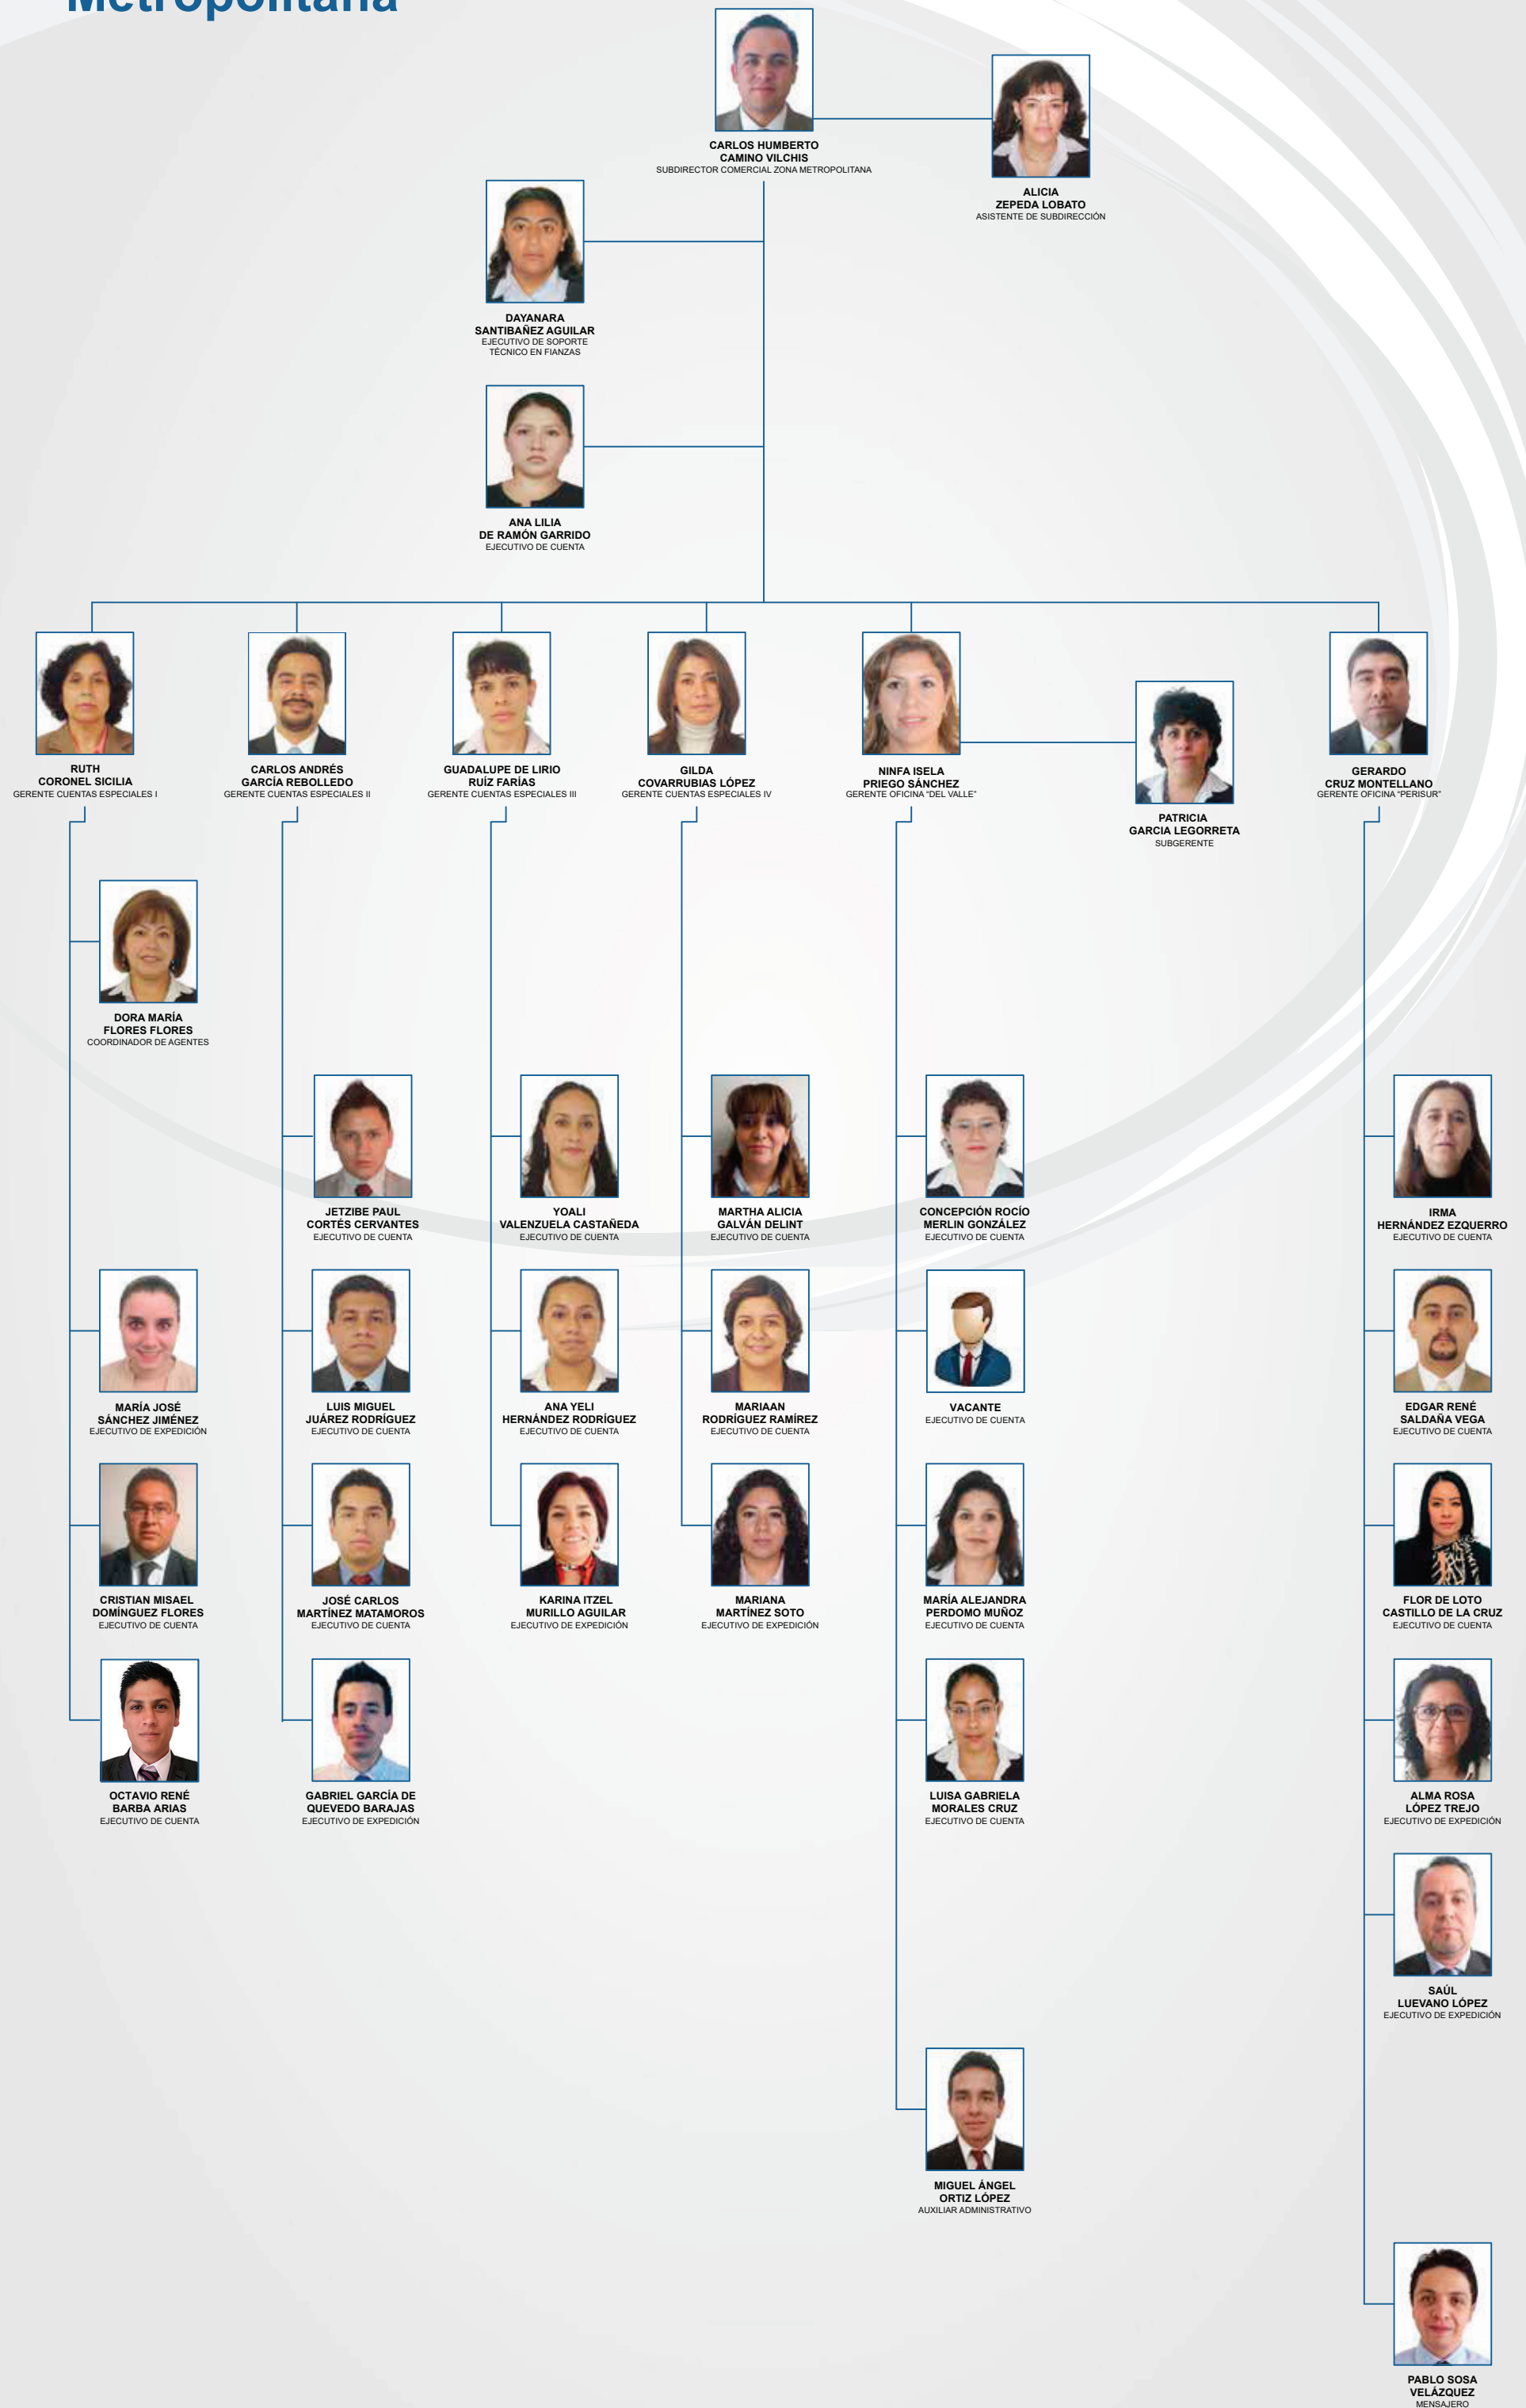 Metropolitana
CARLOS HUMBERTO
CAMINO VILCHIS
SUBDIRECTOR COMERCIAL ZONA METROPOLITANA
ALICIA
ZEPEDA LOBATO
ASISTENTE DE SUBDIRECCIÓN
DAYANARA
SANTIBAÑEZ AGUILAR
EJECUTIVO DE SOPORTE
TÉCNICO EN FIANZAS
ANA LILIA
DE RAMÓN GARRIDO
EJECUTIVO DE CUENTA
RUTH
CORONEL SICILIA
GERENTE CUENTAS ESPECIALES I
CARLOS ANDRÉS
GARCÍA REBOLLEDO
GERENTE CUENTAS ESPECIALES II
GUADALUPE DE LIRIO
RUÍZ FARÍAS
GERENTE CUENTAS ESPECIALES III
GILDA
COVARRUBIAS LÓPEZ
GERENTE CUENTAS ESPECIALES IV
NINFA ISELA
PRIEGO SÁNCHEZ
GERENTE OFICINA “DEL VALLE”
PATRICIA
GARCIA LEGORRETA
SUBGERENTE
GERARDO
CRUZ MONTELLANO
GERENTE OFICINA “PERISUR”
DORA MARÍA
FLORES FLORES
COORDINADOR DE AGENTES
JETZIBE PAUL
CORTÉS CERVANTES
EJECUTIVO DE CUENTA
YOALI
VALENZUELA CASTAÑEDA
EJECUTIVO DE CUENTA
MARTHA ALICIA
GALVÁN DELINT
EJECUTIVO DE CUENTA
CONCEPCIÓN ROCÍO
MERLIN GONZÁLEZ
EJECUTIVO DE CUENTA
IRMA
HERNÁNDEZ EZQUERRO
EJECUTIVO DE CUENTA
MARÍA JOSÉ
SÁNCHEZ JIMÉNEZ
EJECUTIVO DE EXPEDICIÓN
LUIS MIGUEL
JUÁREZ RODRÍGUEZ
EJECUTIVO DE CUENTA
ANA YELI
HERNÁNDEZ RODRÍGUEZ
EJECUTIVO DE CUENTA
MARIAAN
RODRÍGUEZ RAMÍREZ
EJECUTIVO DE CUENTA
VACANTE
EJECUTIVO DE CUENTA
EDGAR RENÉ
SALDAÑA VEGA
EJECUTIVO DE CUENTA
CRISTIAN MISAEL
DOMÍNGUEZ FLORES
EJECUTIVO DE CUENTA
JOSÉ CARLOS
MARTÍNEZ MATAMOROS
EJECUTIVO DE CUENTA
KARINA ITZEL
MURILLO AGUILAR
EJECUTIVO DE EXPEDICIÓN
MARIANA
MARTÍNEZ SOTO
EJECUTIVO DE EXPEDICIÓN
MARÍA ALEJANDRA
PERDOMO MUÑOZ
EJECUTIVO DE CUENTA
FLOR DE LOTO
CASTILLO DE LA CRUZ
EJECUTIVO DE CUENTA
OCTAVIO RENÉ
BARBA ARIAS
EJECUTIVO DE CUENTA
GABRIEL GARCÍA DE
QUEVEDO BARAJAS
EJECUTIVO DE EXPEDICIÓN
LUISA GABRIELA
MORALES CRUZ
EJECUTIVO DE CUENTA
ALMA ROSA
LÓPEZ TREJO
EJECUTIVO DE EXPEDICIÓN
SAÚL
LUEVANO LÓPEZ
EJECUTIVO DE EXPEDICIÓN
MIGUEL ÁNGEL
ORTIZ LÓPEZ
AUXILIAR ADMINISTRATIVO
PABLO SOSA
VELÁZQUEZ
MENSAJERO